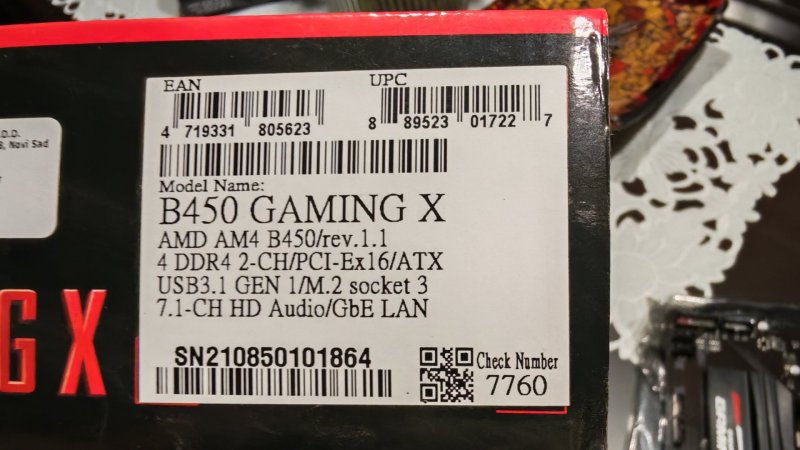 EAN
UPC
4 719331 805623
8 89523 01722 7
D.D.
Novi Sad
Model Name:
B450 GAMING X
AMD AM4 B450/rev.1.1
4 DDR4 2-CH/PCI-Ex16/ATX
USB3.1 GEN 1/M.2 socket 3
7.1-CH HD Audio/GbE LAN
G X
SN210850101864
Check Number
7760